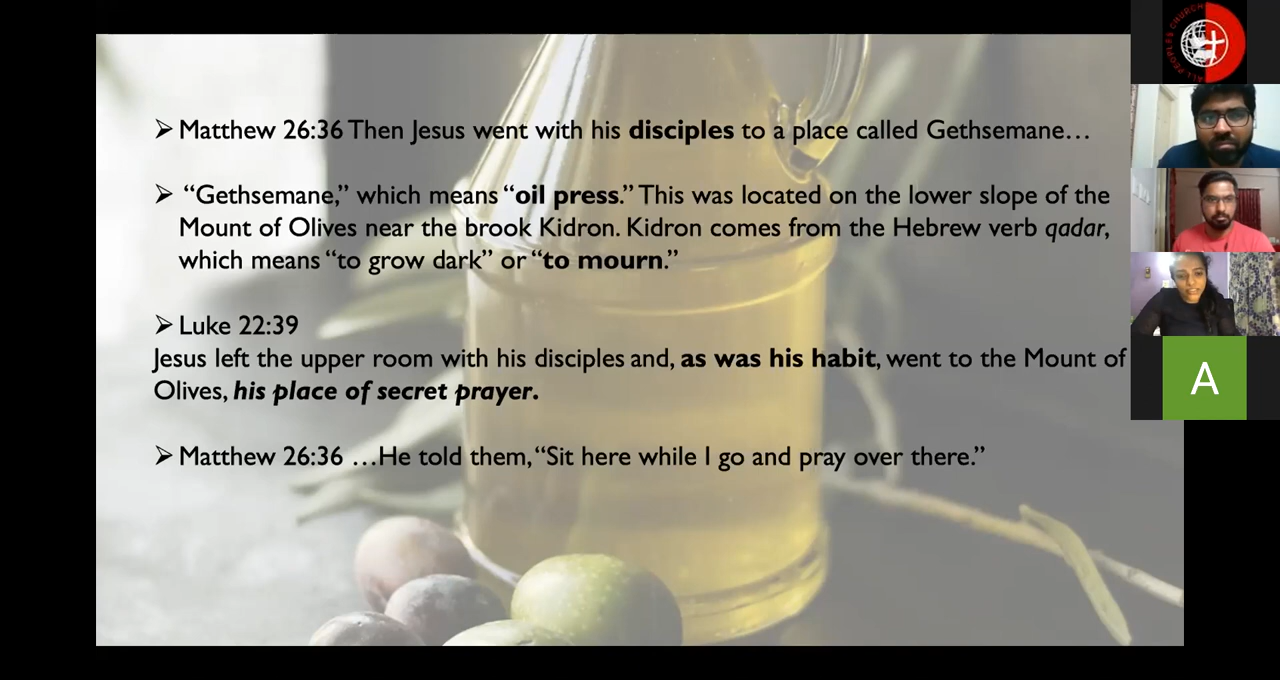 ➢ Matthew 26:36 Then Jesus went with his disciples to a place called Gethsemane…
➢ “Gethsemane,” which means “oil press.” This was located on the lower slope of the
Mount of Olives near the brook Kidron. Kidron comes from the Hebrew verb qadar,
which means “to grow dark” or “to mourn.”
➢ Luke 22:39
Jesus left the upper room with his disciples and, as was his habit, went to the Mount of
Olives, his place of secret prayer.
➢ Matthew 26:36 …He told them, “Sit here while I go and pray over there.”
ALL PEOPLES CHURCH
A